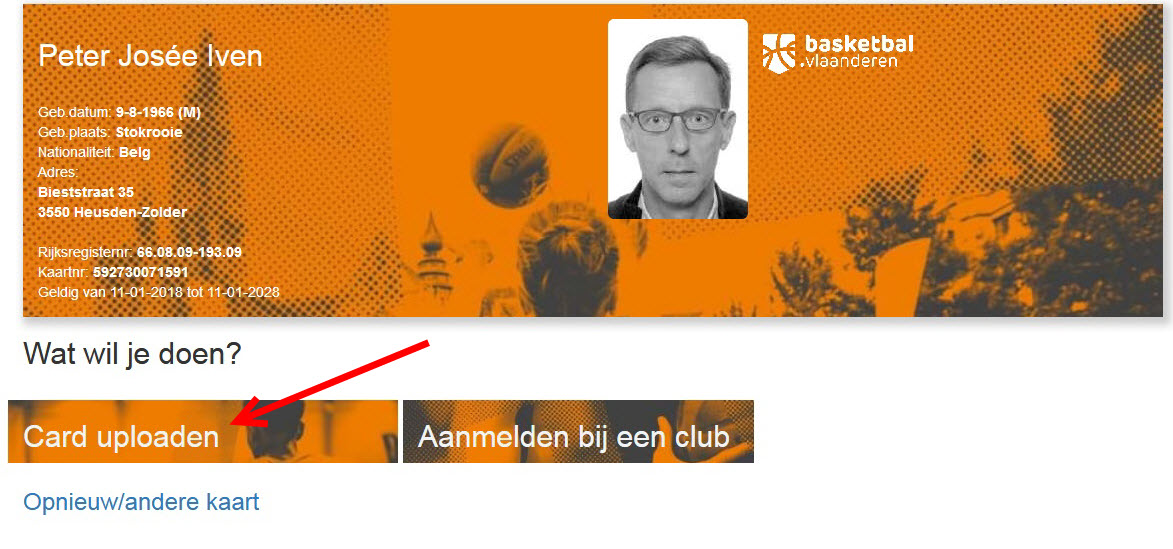 Peter Josée Iven
basketbal
.vlaanderen
Geb.datum: 9-8-1966 (M)
Geb.plaats: Stokrooie
Nationaliteit: Belg
Adres:
Bieststraat 35
3550 Heusden-Zolder
Rijksregisternr: 66.08.09-193.09
Kaartnr: 592730071591
Geldig van 11-01-2018 tot 11-01-2028
Wat wil je doen?
Card uploaden
Aanmelden bij een club
Opnieuw/andere kaart